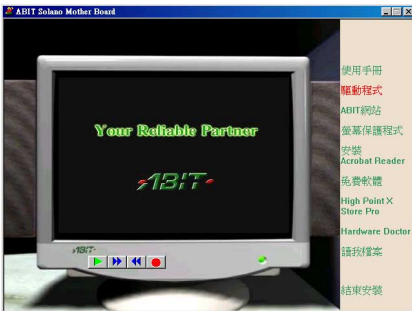 ABIT Solano Mother Board
Your Reliable Partner
ABIT
ABIT
使用手冊
驅動程式
ABIT網站
螢幕保護程式
安裝
Acrobat Reader
免費軟體
High Point X
Store Pro
Hardware Doctor
讀我檔案
結束安裝